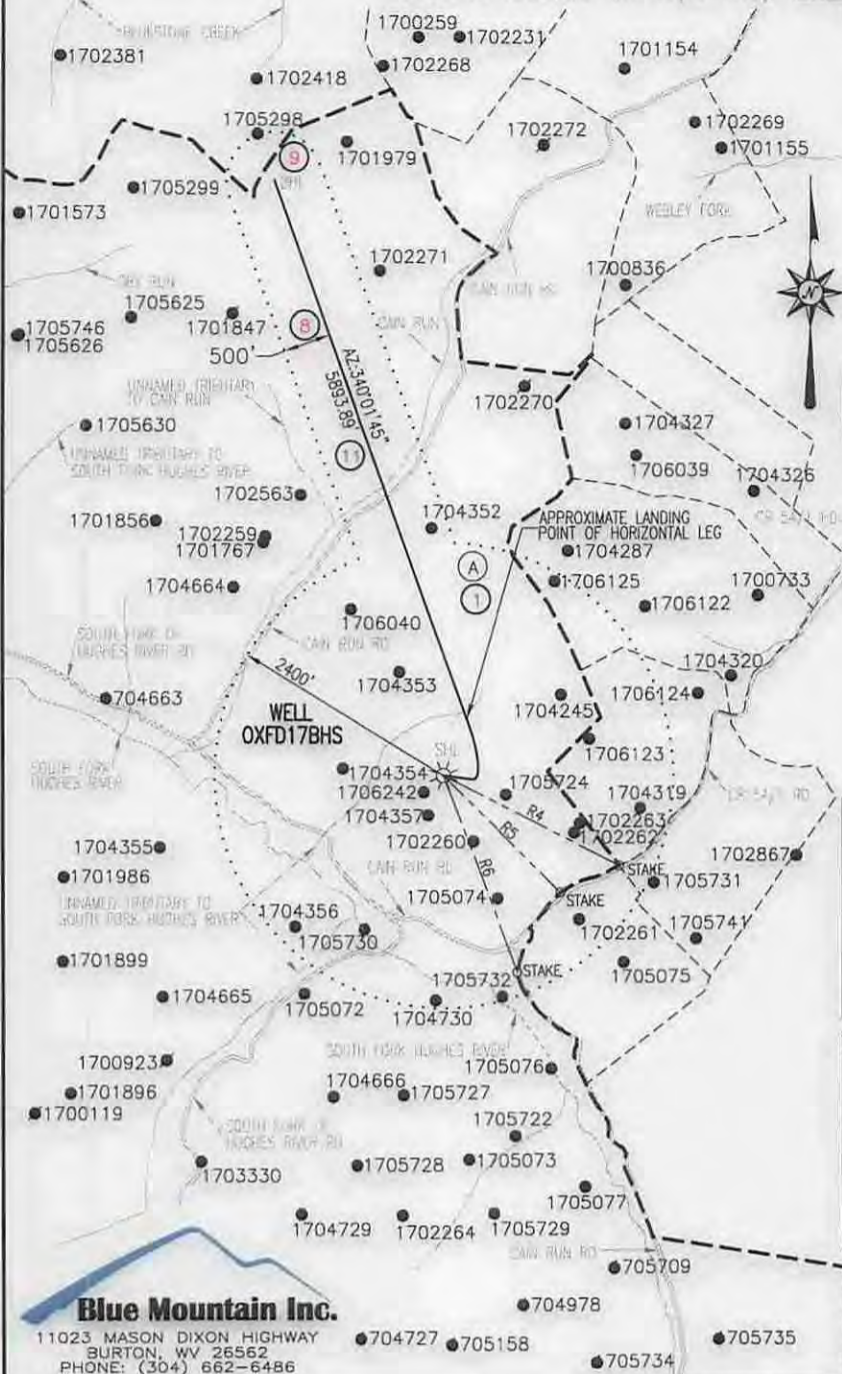 BRUKSTONE CREEK
1702381
1700259
1702231
1702268
1701154
1702418
1705298
1701979
1702272
1702269
1701155
9
BHL
1705299
1701573
WEBLEY FORK
1702271
CAIN RUN RD
1700836
N
DRY RUN
1705625
1701847
8
CAIN RUN
1705746
1705626
500'
AZ:340°01'45"
5893.89'
UNNAMED TRIBUTARY
TO CAIN RUN
1702270
1705630
1704327
UNNAMED TRIBUTARY TO
SOUTH FORK HUGHES RIVER
11
1706039
1704326
1702563
1701856
1702259
1701767
1704352
APPROXIMATE LANDING
POINT OF HORIZONTAL LEG
1704287
A
1
1704664
1706125
1700733
1706040
1706122
CAIN RUN RD
SOUTH FORK OF
HUGHES RIVER RD
2400'
1704353
1704320
704663
1704245
1706124
WELL
OXFD17BHS
SHL
1706123
SOUTH FORK
HUGHES RIVER
1704354
1706242
1705724
1704319
1704357
R4
R5
R6
1702263
1702262
1702260
1704355
CAIN RUN RD
STAKE
1702867
1701986
1705074
STAKE
1705731
UNNAMED TRIBUTARY TO
SOUTH FORK HUGHES RIVER
1704356
1705730
1702261
1705741
1701899
STAKE
1705075
1704665
1705072
1705732
1704730
SOUTH FORK HUGHES RIVER
1700923
1705076
1701896
1704666
1705727
1700119
SOUTH FORK OF
HUGHES RIVER RD
1705722
1703330
1705728
1705073
1705077
1704729
1702264
1705729
CAIN RUN RD
705709
Blue Mountain Inc.
11023 MASON DIXON HIGHWAY
BURTON, WV 26562
PHONE: (304) 662-6486
704978
704727
705158
705735
705734